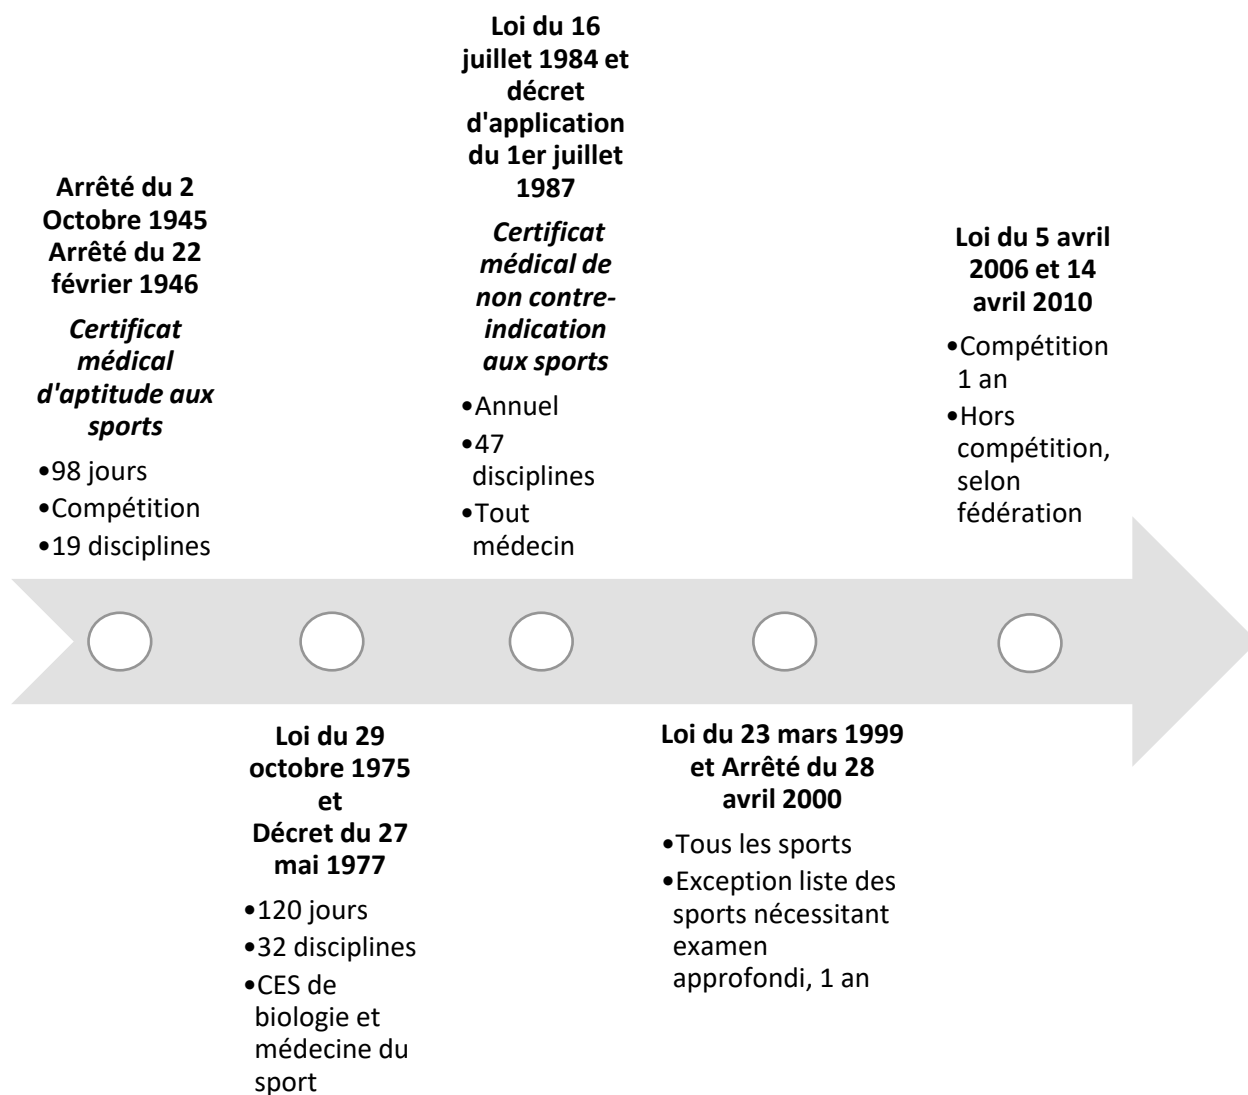 Arrêté du 2
Octobre 1945
Arrêté du 22
février 1946
Certificat
médical
d'aptitude aux
sports
•98 jours
•Compétition
•19 disciplines
Loi du 29
octobre 1975
et
Décret du 27
mai 1977
•120 jours
•32 disciplines
•CES de
biologie et
médecine du
sport
Loi du 16
juillet 1984 et
décret
d'application
du 1er juillet
1987
Certificat
médical de
non contre-
indication
aux sports
•Annuel
•47
disciplines
•Tout
médecin
Loi du 23 mars 1999
et Arrêté du 28
avril 2000
•Tous les sports
•Exception liste des
sports nécessitant
examen
approfondi, 1 an
Loi du 5 avril
2006 et 14
avril 2010
•Compétition
1 an
•Hors
compétition,
selon
fédération